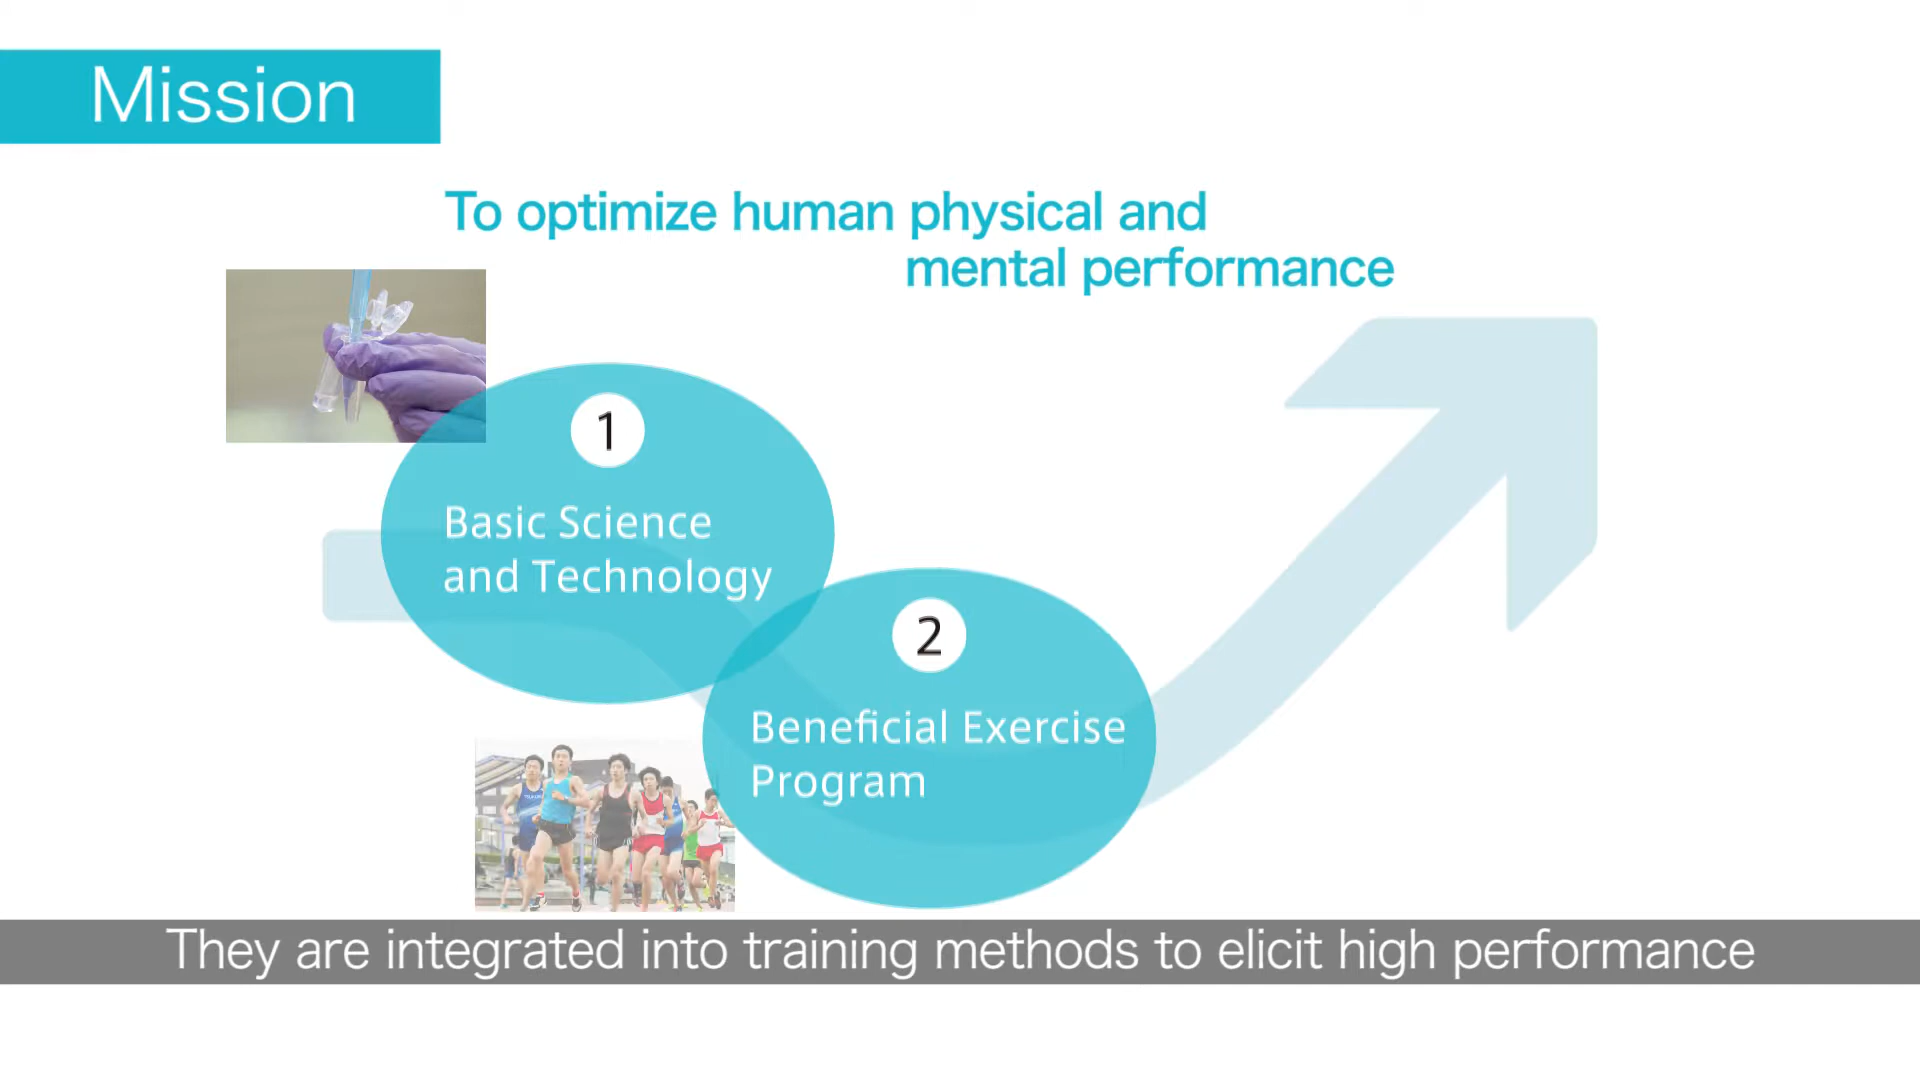 Mission
To optimize human physical and
mental performance
1
Basic Science
and Technology
2
Beneficial Exercise
Program
They are integrated into training methods to elicit high performance